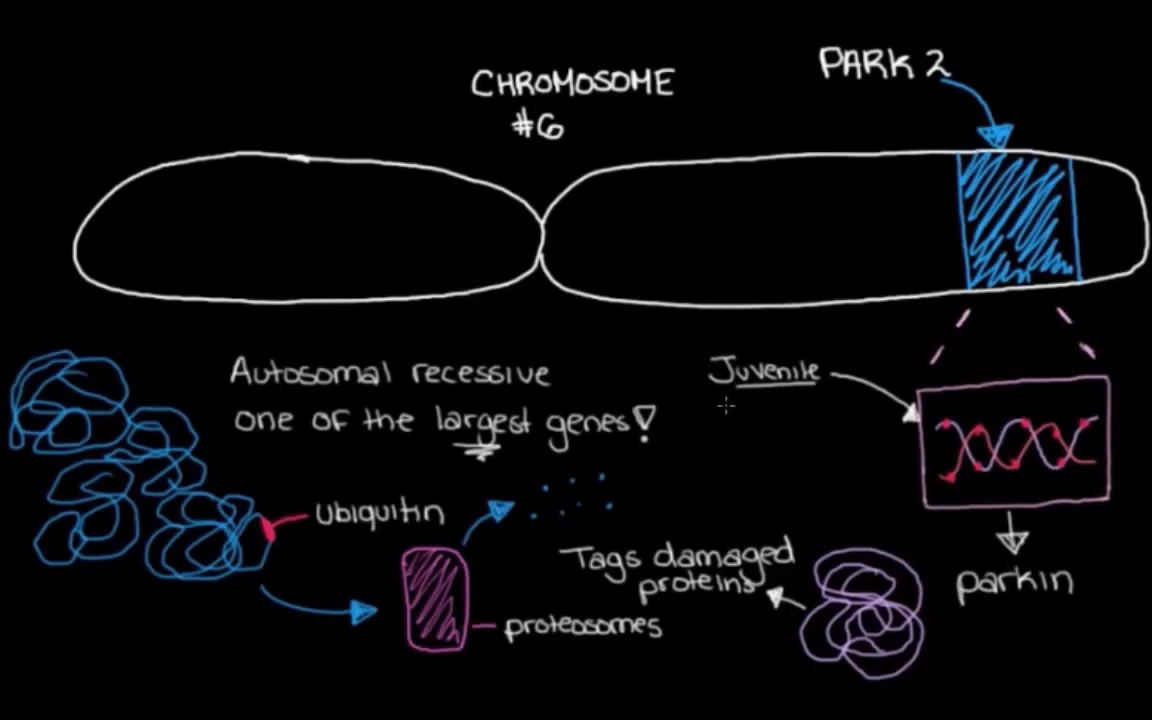 CHROMOSOME
#6
PARK 2
Autosomal recessive
one of the largest genes!
Juvenile
ubiquitin
proteosomes
Tags damaged
proteins
parkin